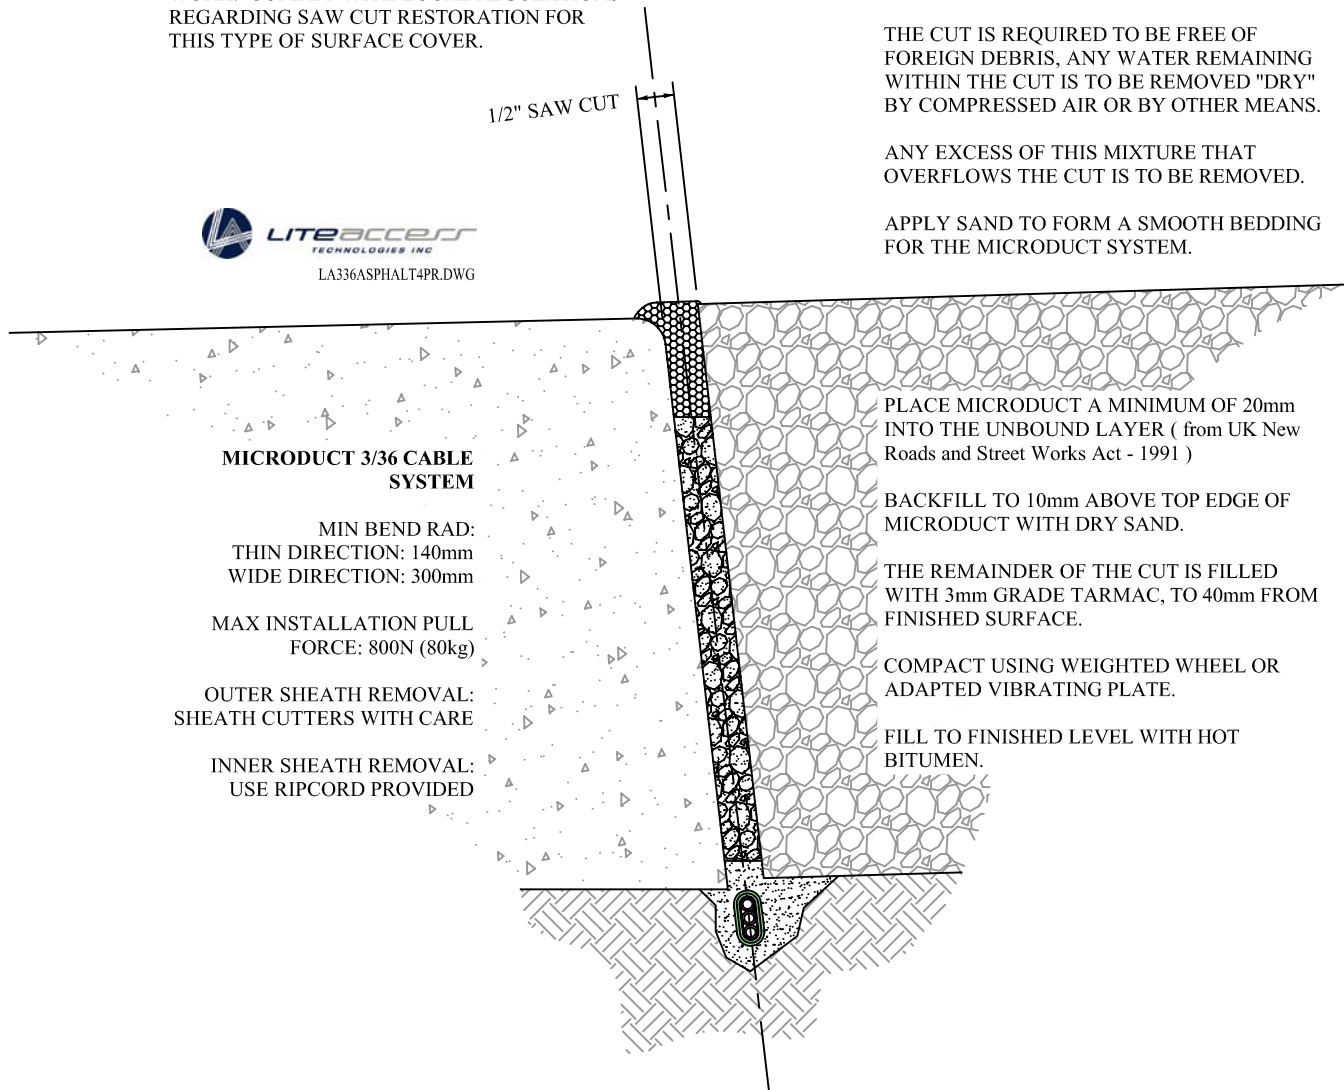 REGARDING SAW CUT RESTORATION FOR
THIS TYPE OF SURFACE COVER.
1/2" SAW CUT
LITEaccess
TECHNOLOGIES INC
LA336ASPHALT4PR.DWG
MICRODUCT 3/36 CABLE
SYSTEM
MIN BEND RAD:
THIN DIRECTION: 140mm
WIDE DIRECTION: 300mm
MAX INSTALLATION PULL
FORCE: 800N (80kg)
OUTER SHEATH REMOVAL:
SHEATH CUTTERS WITH CARE
INNER SHEATH REMOVAL:
USE RIPCORD PROVIDED
THE CUT IS REQUIRED TO BE FREE OF
FOREIGN DEBRIS, ANY WATER REMAINING
WITHIN THE CUT IS TO BE REMOVED "DRY"
BY COMPRESSED AIR OR BY OTHER MEANS.
ANY EXCESS OF THIS MIXTURE THAT
OVERFLOWS THE CUT IS TO BE REMOVED.
APPLY SAND TO FORM A SMOOTH BEDDING
FOR THE MICRODUCT SYSTEM.
PLACE MICRODUCT A MINIMUM OF 20mm
INTO THE UNBOUND LAYER ( from UK New
Roads and Street Works Act - 1991 )
BACKFILL TO 10mm ABOVE TOP EDGE OF
MICRODUCT WITH DRY SAND.
THE REMAINDER OF THE CUT IS FILLED
WITH 3mm GRADE TARMAC, TO 40mm FROM
FINISHED SURFACE.
COMPACT USING WEIGHTED WHEEL OR
ADAPTED VIBRATING PLATE.
FILL TO FINISHED LEVEL WITH HOT
BITUMEN.